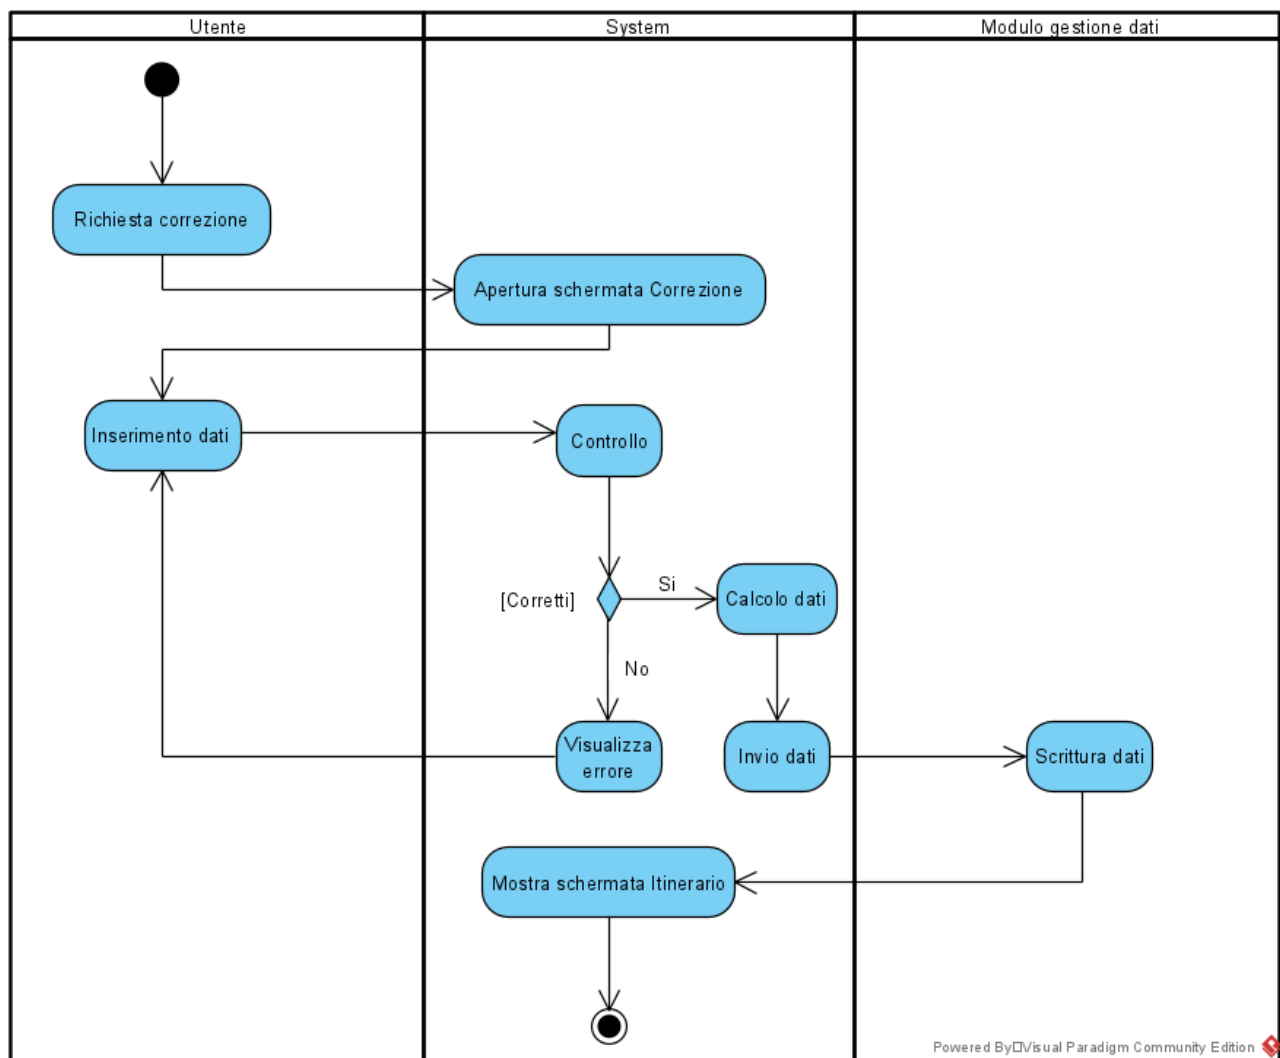 Utente
System
Modulo gestione dati
Richiesta correzione
Apertura schermata Correzione
Inserimento dati
Controllo
[Corretti]
Si
Calcolo dati
No
Visualizza
errore
Invio dati
Scrittura dati
Mostra schermata Itinerario
Powered By□Visual Paradigm Community Edition